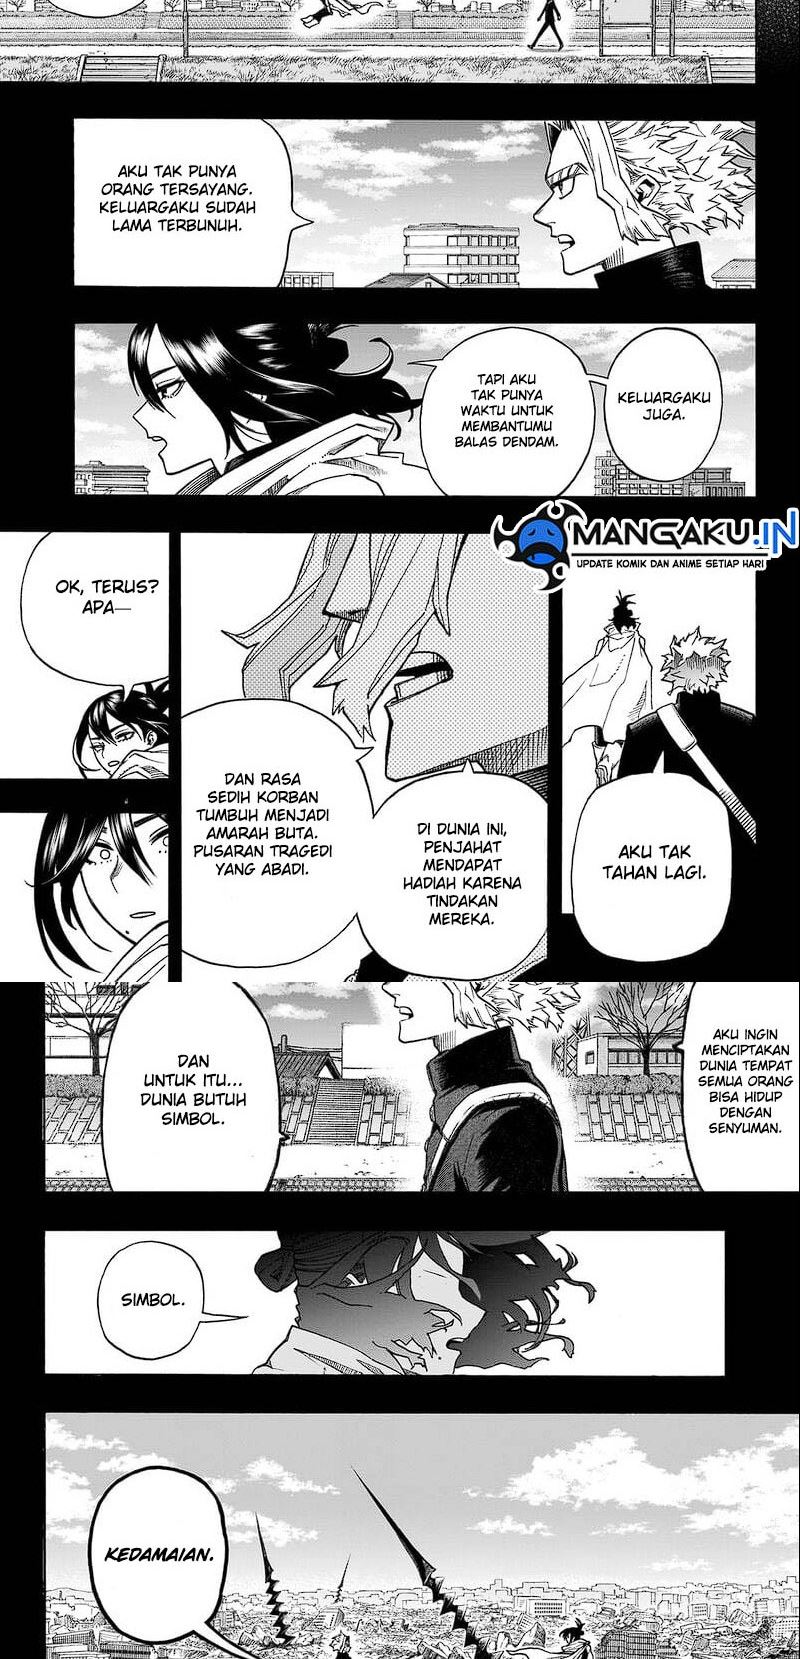 AKU TAK PUNYA
ORANG TERSAYANG.
KELUARGAKU SUDAH
LAMA TERBUNUH.
KELUARGAKU
JUGA.
TAPI AKU
TAK PUNYA
WAKTU UNTUK
MEMBANTUMU
BALAS DENDAM.
MANGAKU.IN
UPDATE KOMIK DAN ANIME SETIAP HARI
AKU TAK
TAHAN LAGI.
DI DUNIA INI,
PENJAHAT
MENDAPAT
HADIAH KARENA
TINDAKAN
MEREKA.
DAN RASA
SEDIH KORBAN
TUMBUH MENJADI
AMARAH BUTA.
PUSARAN TRAGEDI
YANG ABADI.
OK, TERUS?
APA—
AKU INGIN
MENCIPTAKAN
DUNIA TEMPAT
SEMUA ORANG
BISA HIDUP
DENGAN
SENYUMAN.
DAN
UNTUK ITU...
DUNIA BUTUH
SIMBOL.
SIMBOL.
KEDAMAIAN.